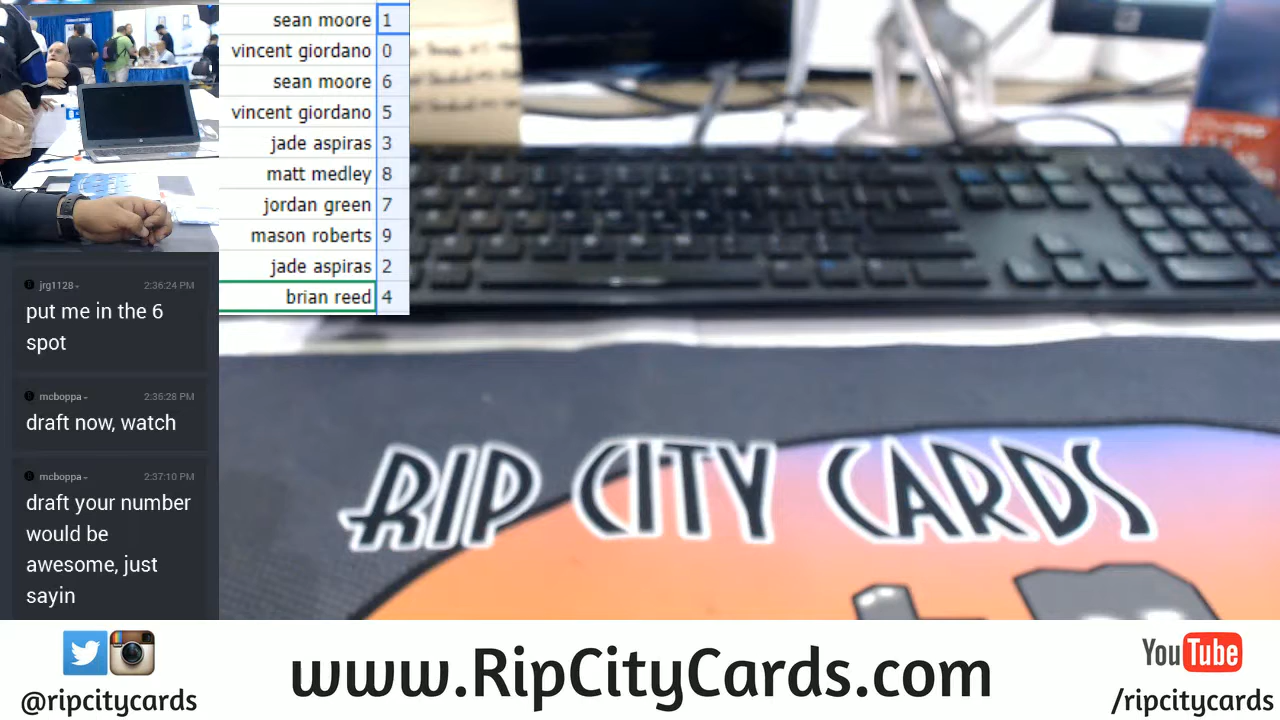 sean moore 1
vincent giordano 0
sean moore 6
vincent giordano 5
jade aspiras 3
matt medley 8
jordan green 7
mason roberts 9
jade aspiras 2
brian reed 4
jrg1128 2:36:24 PM
put me in the 6
spot
mcboppa 2:36:28 PM
draft now, watch
mcboppa 2:37:10 PM
draft your number
would be
awesome, just
sayin
RIP CITY CARDS
@ripcitycards
www.RipCityCards.com
YouTube
/ripcitycards